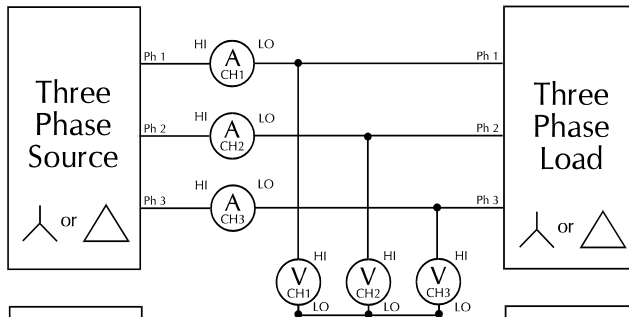 HI
LO
Ph 1
A
CH1
Ph 1
Three
Phase
Source
HI
LO
Ph 2
A
CH2
Ph 2
Three
Phase
Load
HI
LO
Ph 3
A
CH3
Ph 3
or
or
HI
HI
HI
V
CH1
V
CH2
V
CH3
LO
LO
LO